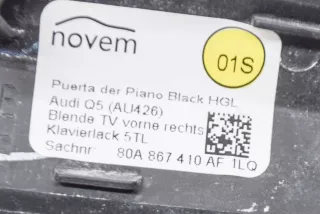 novem
01S
Puerta der Piano Black HGL
Audi Q5 (AU426)
Blende TV vorne rechts
Klavierlack 5TL
Sachnr 80A 867 410 AF 1LQ